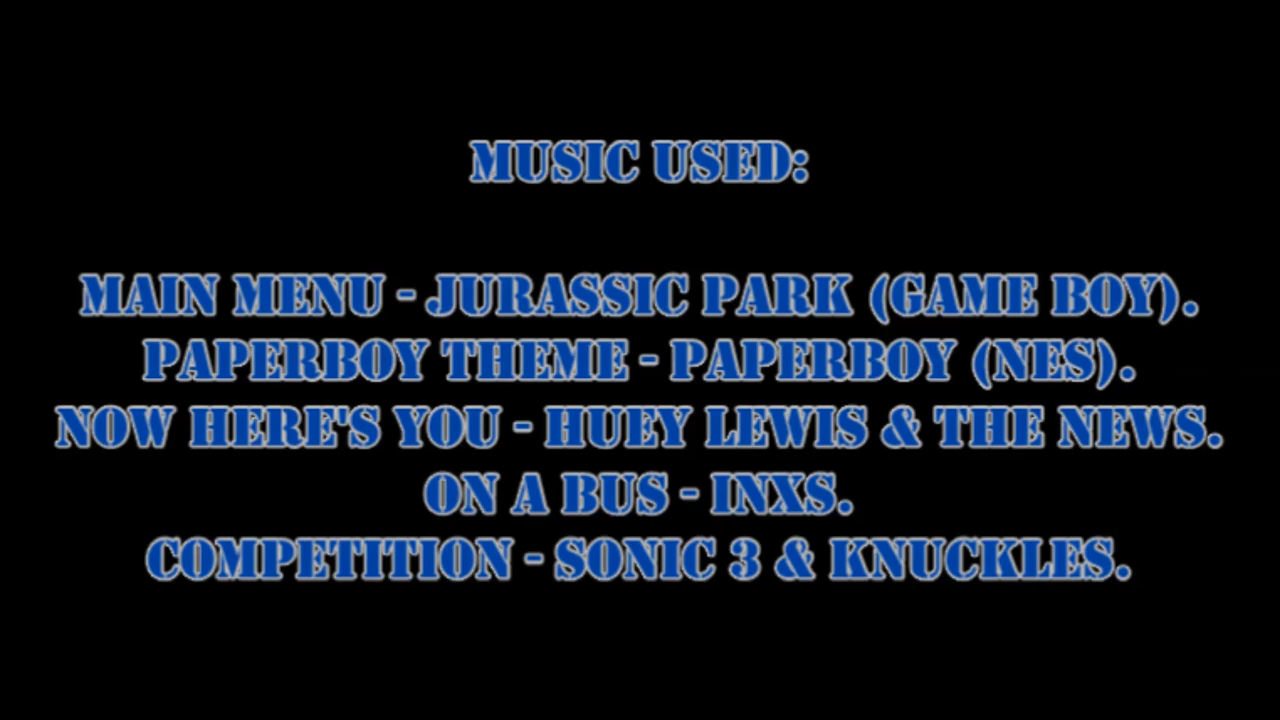 MUSIC USED:
MAIN MENU - JURASSIC PARK (GAME BOY).
PAPERBOY THEME - PAPERBOY (NES).
NOW HERE'S YOU - HUEY LEWIS & THE NEWS.
ON A BUS - INXS.
COMPETITION - SONIC 3 & KNUCKLES.